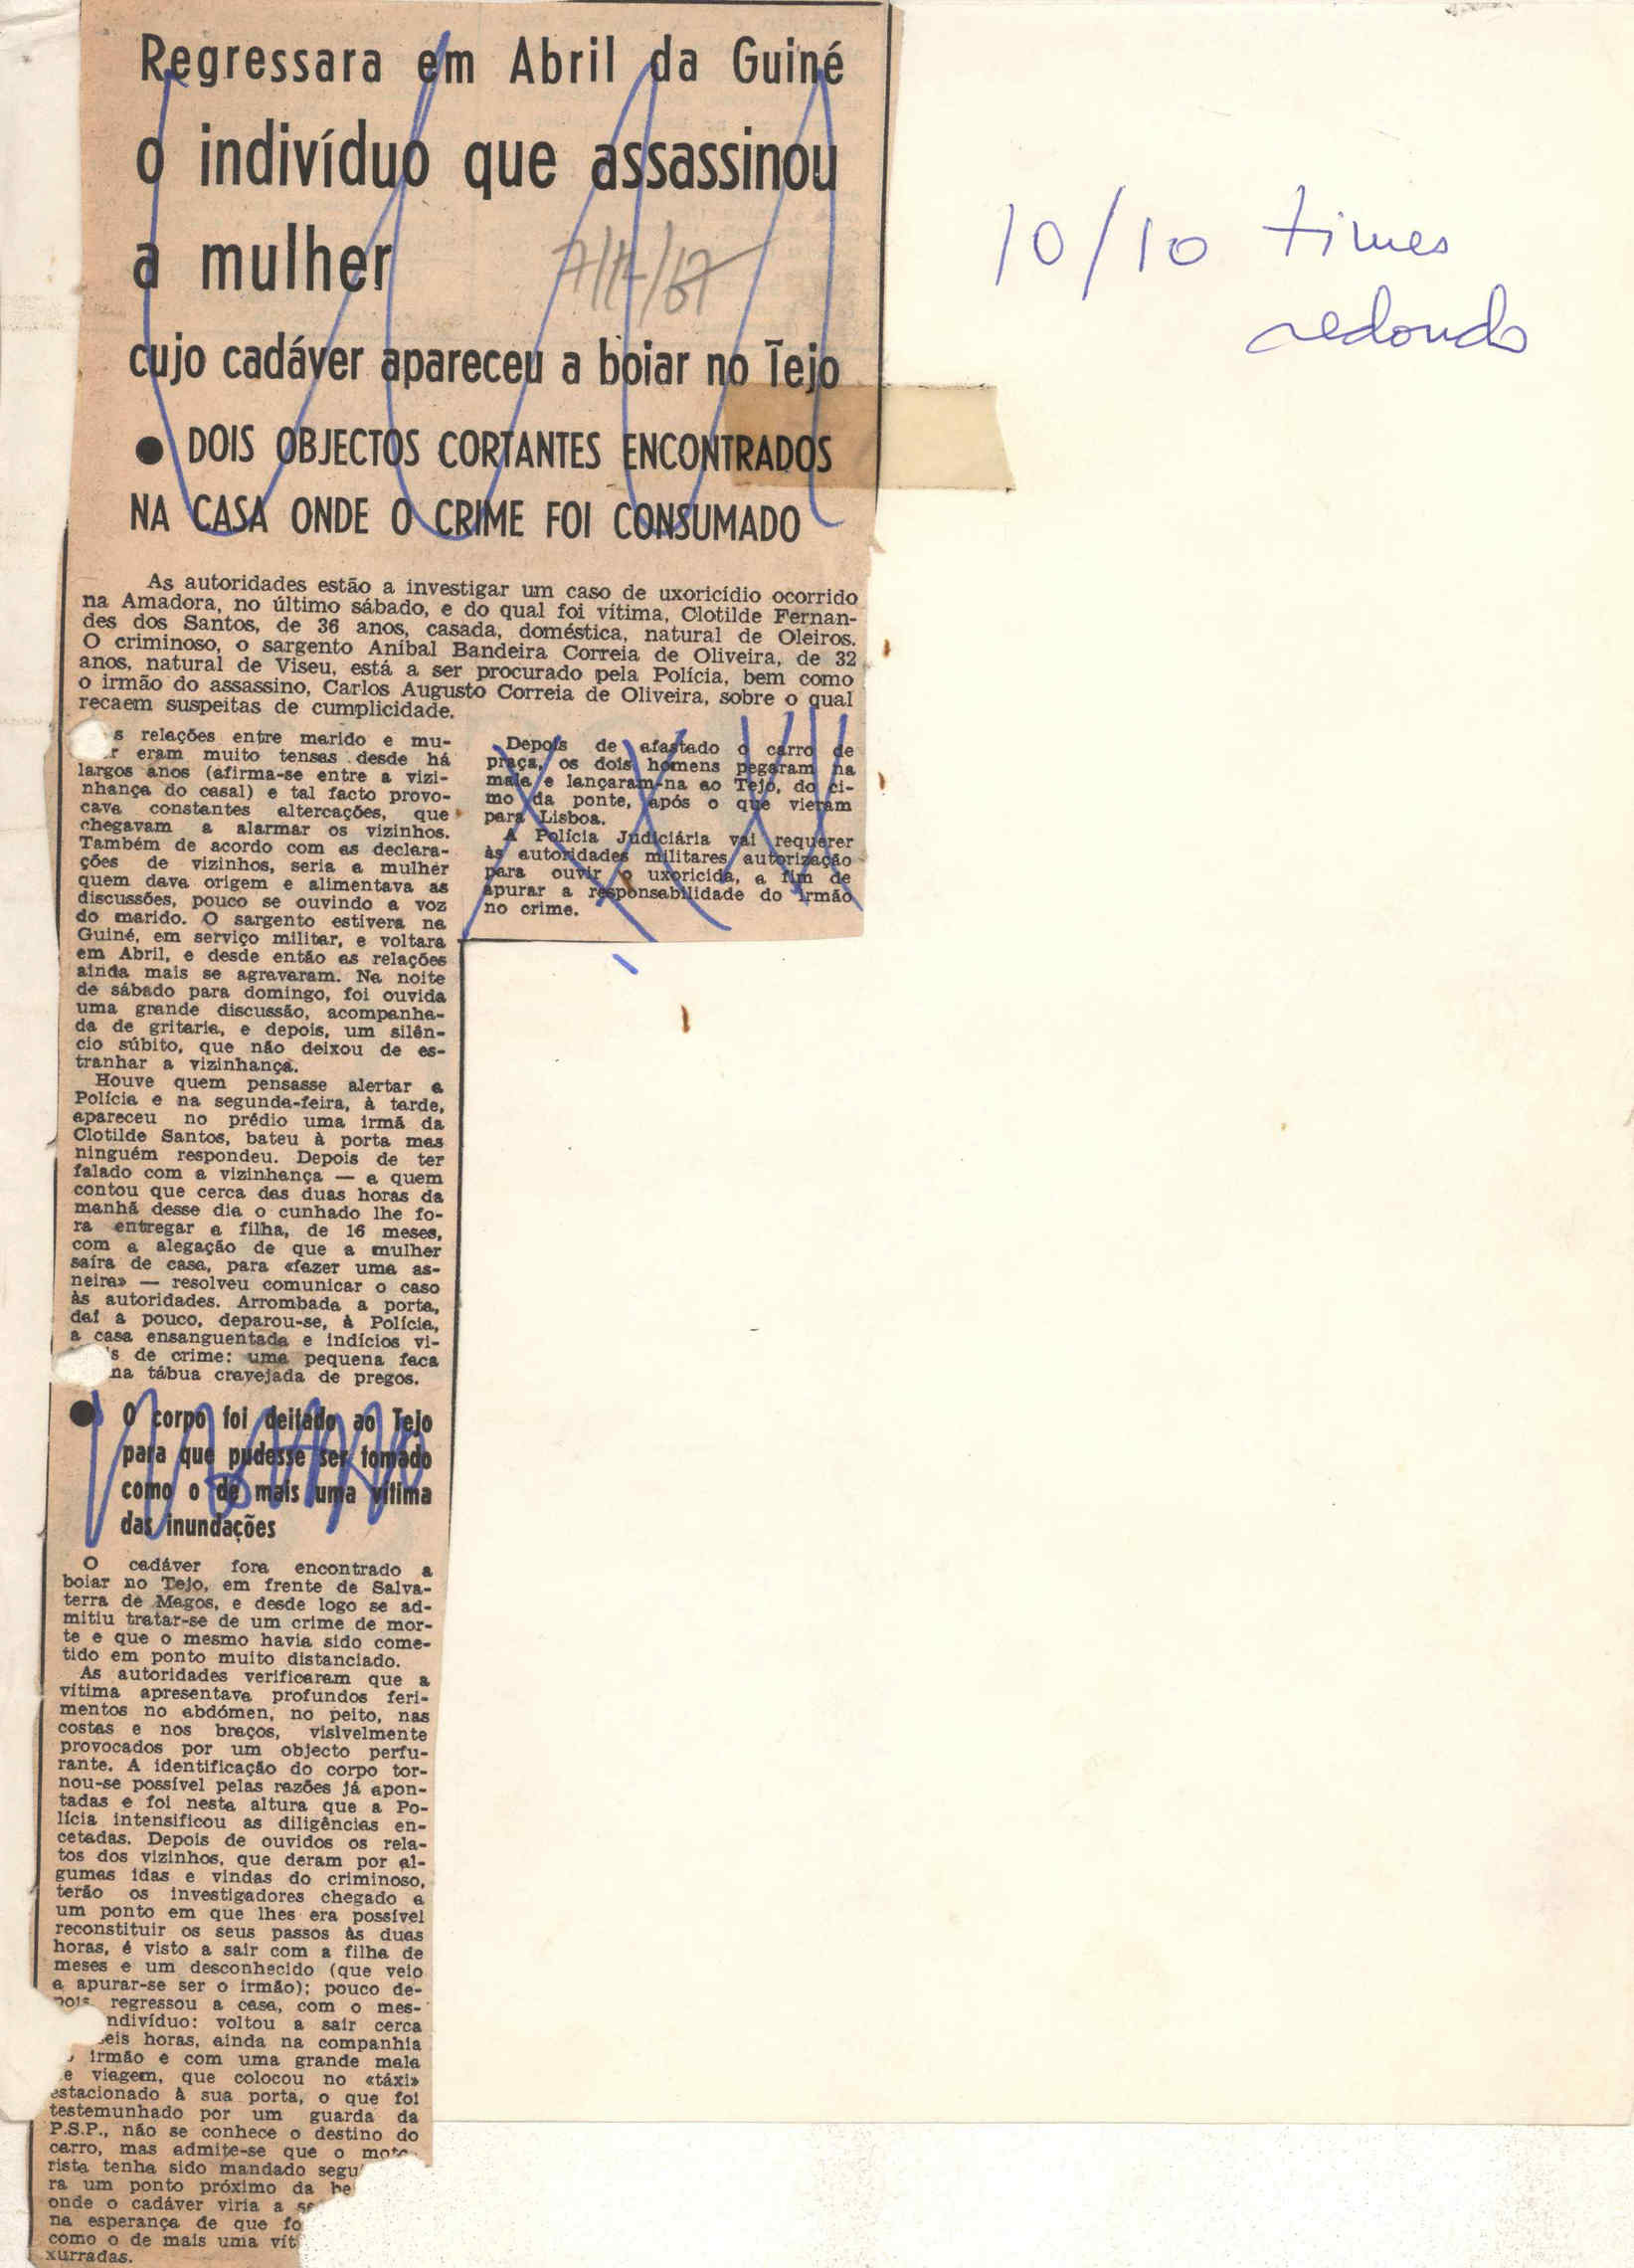 Regressara em Abril da Guiné
o indivíduo que assassinou
a mulher
7/12/67
cujo cadáver apareceu a boiar no Tejo
● DOIS OBJECTOS CORTANTES ENCONTRADOS
NA CASA ONDE O CRIME FOI CONSUMADO
10/10 times
redondo
As autoridades estão a investigar um caso de uxoricídio ocorrido
na Amadora, no último sábado, e do qual foi vítima, Clotilde Fernan-
des dos Santos, de 36 anos, casada, doméstica, natural de Oleiros.
O criminoso, o sargento Aníbal Bandeira Correia de Oliveira, de 32
anos, natural de Viseu, está a ser procurado pela Polícia, bem como
o irmão do assassino, Carlos Augusto Correia de Oliveira, sobre o qual
recaem suspeitas de cumplicidade.
s relações entre marido e mu-
r eram muito tensas desde há
largos anos (afirma-se entre a vizi-
nhança do casal) e tal facto provo-
cava constantes altercações, que
chegavam a alarmar os vizinhos.
Também de acordo com as declara-
ções de vizinhos, seria a mulher
quem dava origem e alimentava as
discussões, pouco se ouvindo a voz
do marido. O sargento estivera na
Guiné, em serviço militar, e voltara
em Abril, e desde então as relações
ainda mais se agravaram. Na noite
de sábado para domingo, foi ouvida
uma grande discussão, acompanha-
da de gritaria, e depois, um silên-
cio súbito, que não deixou de es-
tranhar a vizinhança.
Houve quem pensasse alertar a
Polícia e na segunda-feira, à tarde,
apareceu no prédio uma irmã da
Clotilde Santos, bateu à porta mas
ninguém respondeu. Depois de ter
falado com a vizinhança — a quem
contou que cerca das duas horas da
manhã desse dia o cunhado lhe fo-
ra entregar a filha, de 16 meses,
com a alegação de que a mulher
saíra de casa, para «fazer uma as-
neira» — resolveu comunicar o caso
às autoridades. Arrombada a porta,
daí a pouco, deparou-se, à Polícia,
a casa ensanguentada e indícios vi-
s de crime: uma pequena faca
na tábua cravejada de pregos.
● O corpo foi deitado ao Tejo
para que pudesse ser tomado
como o de mais uma vítima
das inundações
O cadáver fora encontrado a
boiar no Tejo, em frente de Salva-
terra de Magos, e desde logo se ad-
mitiu tratar-se de um crime de mor-
te e que o mesmo havia sido come-
tido em ponto muito distanciado.
As autoridades verificaram que a
vítima apresentava profundos feri-
mentos no abdómen, no peito, nas
costas e nos braços, visivelmente
provocados por um objecto perfu-
rante. A identificação do corpo tor-
nou-se possível pelas razões já apon-
tadas e foi nesta altura que a Po-
lícia intensificou as diligências en-
cetadas. Depois de ouvidos os rela-
tos dos vizinhos, que deram por al-
gumas idas e vindas do criminoso,
terão os investigadores chegado a
um ponto em que lhes era possível
reconstituir os seus passos às duas
horas, é visto a sair com a filha de
meses e um desconhecido (que veio
a apurar-se ser o irmão); pouco de-
pois regressou a casa, com o mes-
ndivíduo: voltou a sair cerca
eis horas, ainda na companhia
irmão e com uma grande mala
e viagem, que colocou no «táxi»
estacionado à sua porta, o que foi
testemunhado por um guarda da
P.S.P., não se conhece o destino do
carro, mas admite-se que o moto-
rista tenha sido mandado segu
ra um ponto próximo da be
onde o cadáver viria a se
na esperança de que fo
como o de mais uma vít
xurradas.
Depois de afastado o carro de
praça, os dois homens pegaram na
mala e lançaram-na ao Tejo, do ci-
mo da ponte, após o que vieram
para Lisboa.
A Polícia Judiciária vai requerer
às autoridades militares autorização
para ouvir o uxoricida, a fim de
apurar a responsabilidade do irmão
no crime.